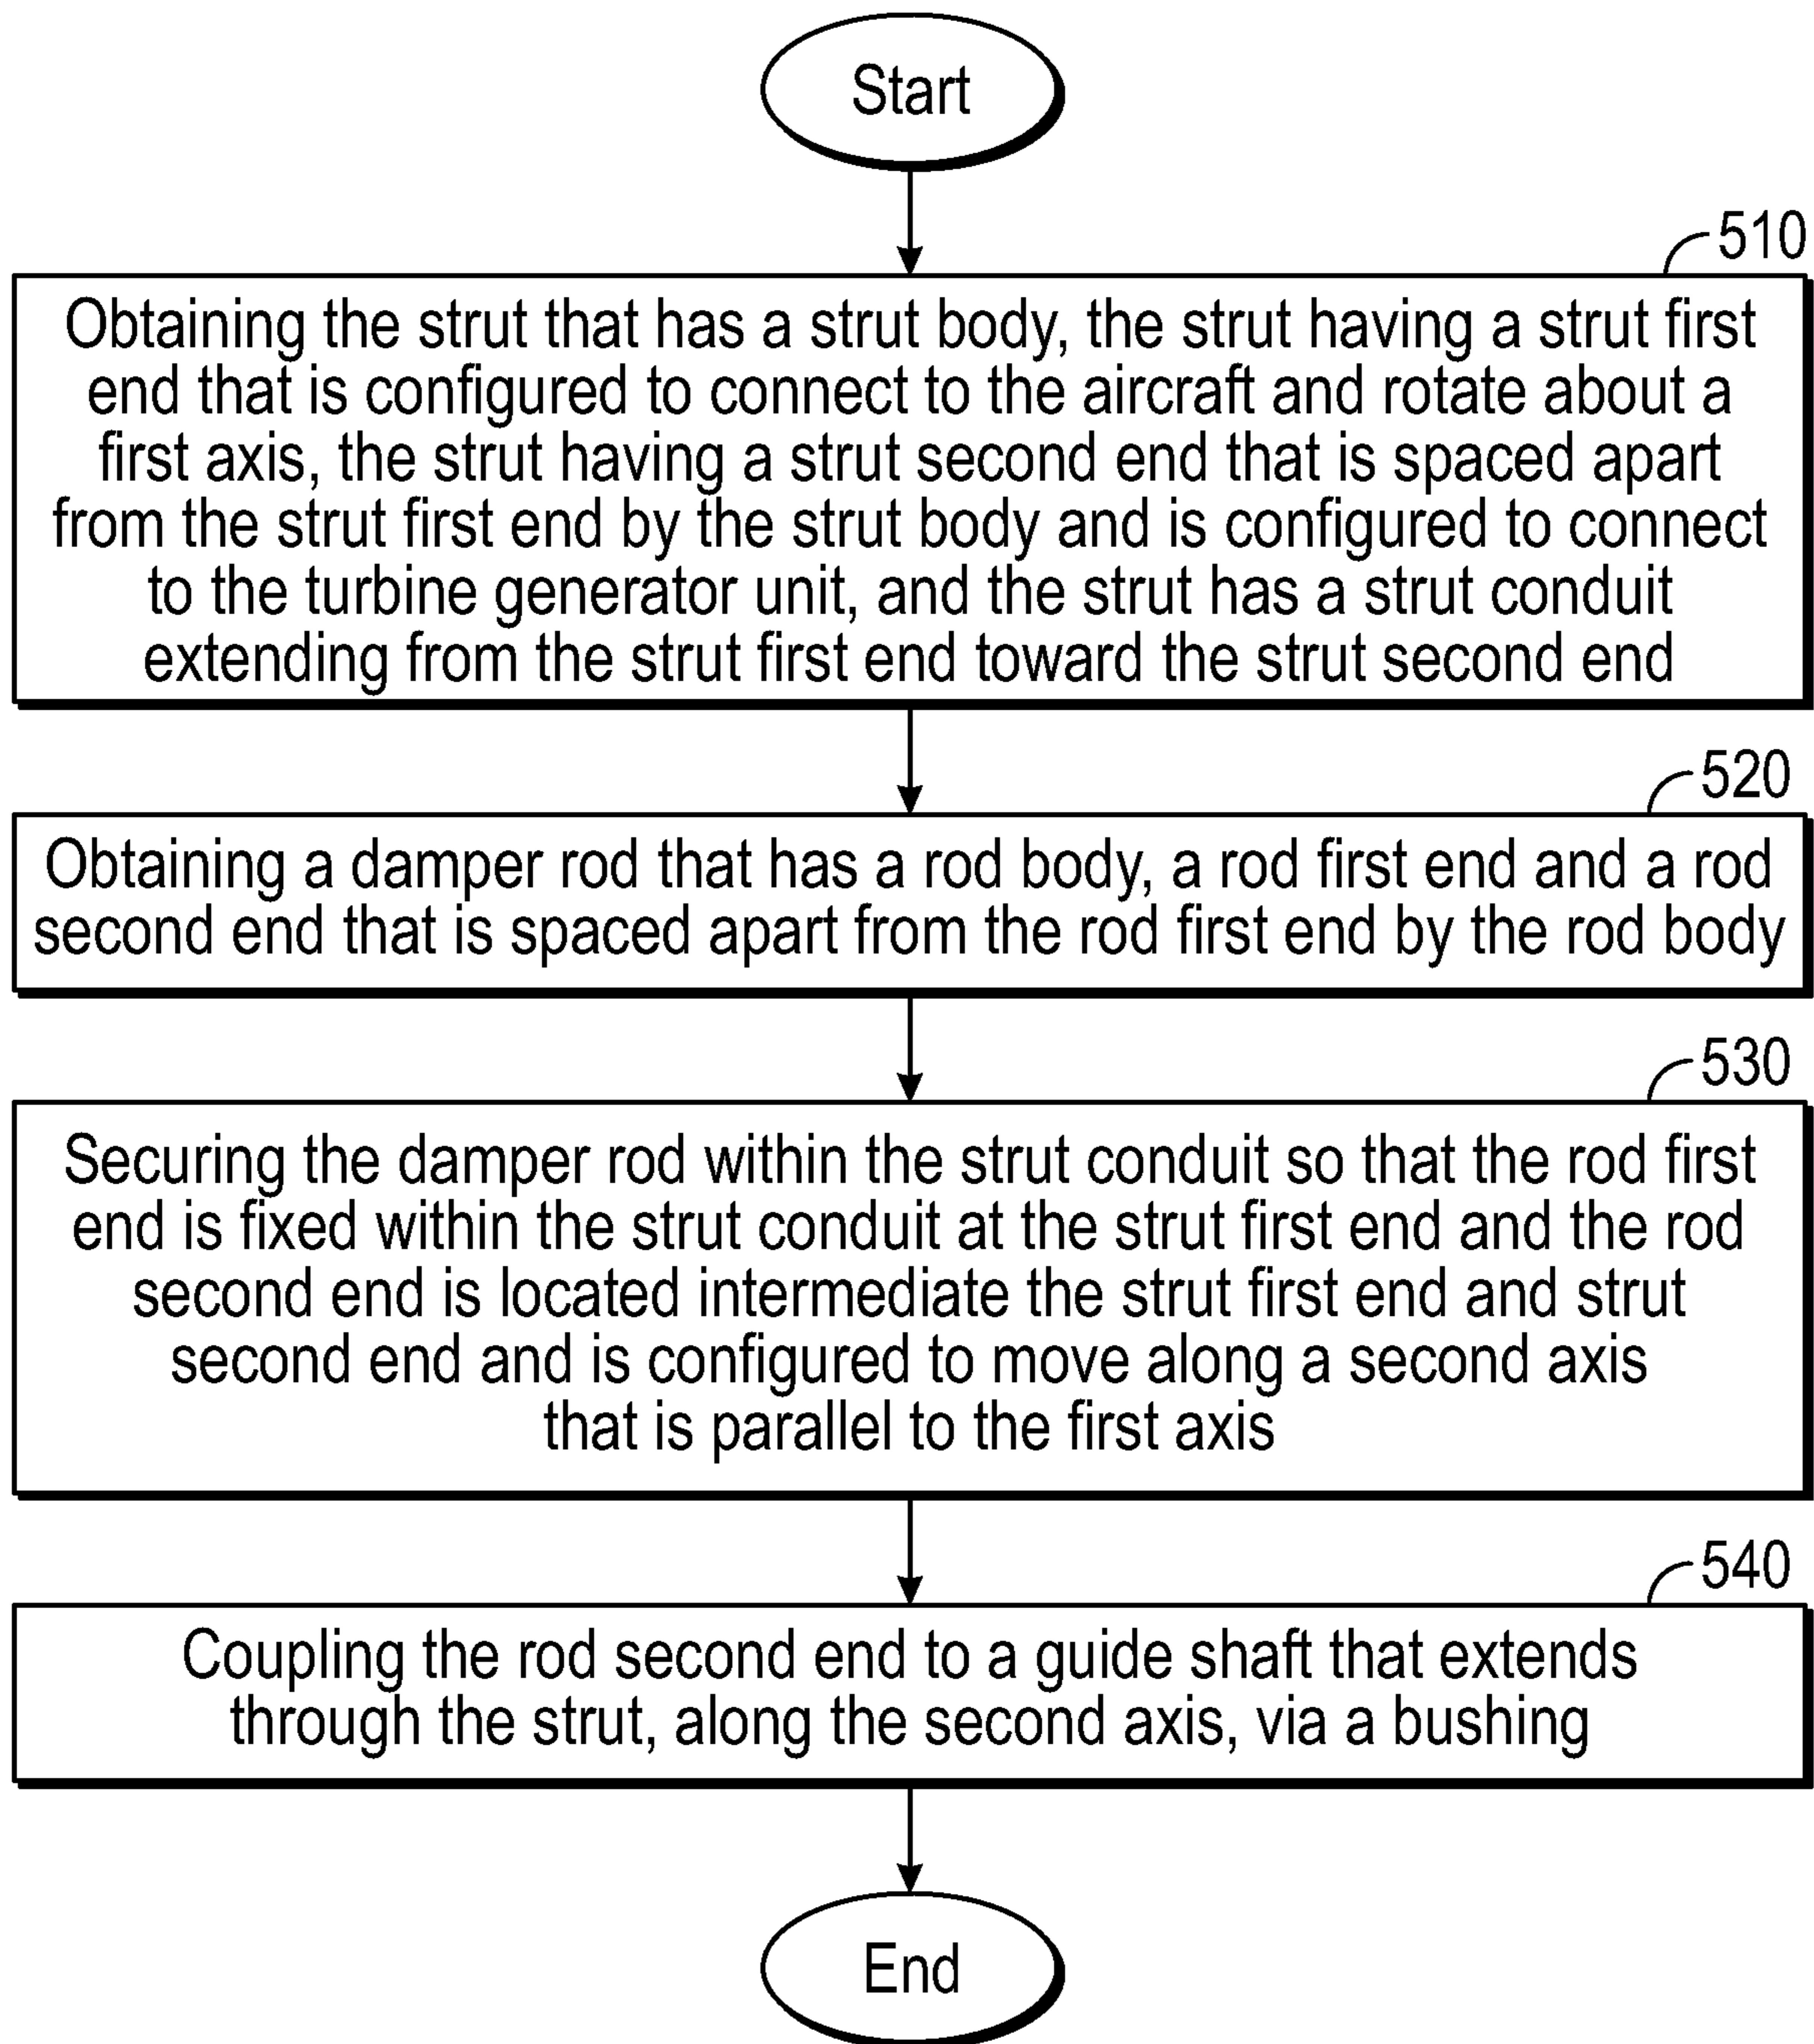 Start
510
Obtaining the strut that has a strut body, the strut having a strut first
end that is configured to connect to the aircraft and rotate about a
first axis, the strut having a strut second end that is spaced apart
from the strut first end by the strut body and is configured to connect
to the turbine generator unit, and the strut has a strut conduit
extending from the strut first end toward the strut second end
520
Obtaining a damper rod that has a rod body, a rod first end and a rod
second end that is spaced apart from the rod first end by the rod body
530
Securing the damper rod within the strut conduit so that the rod first
end is fixed within the strut conduit at the strut first end and the rod
second end is located intermediate the strut first end and strut
second end and is configured to move along a second axis
that is parallel to the first axis
540
Coupling the rod second end to a guide shaft that extends
through the strut, along the second axis, via a bushing
End